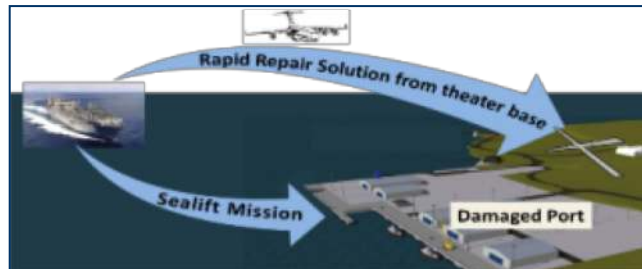 Rapid Repair Solution from theater base
Sealift Mission
Damaged Port